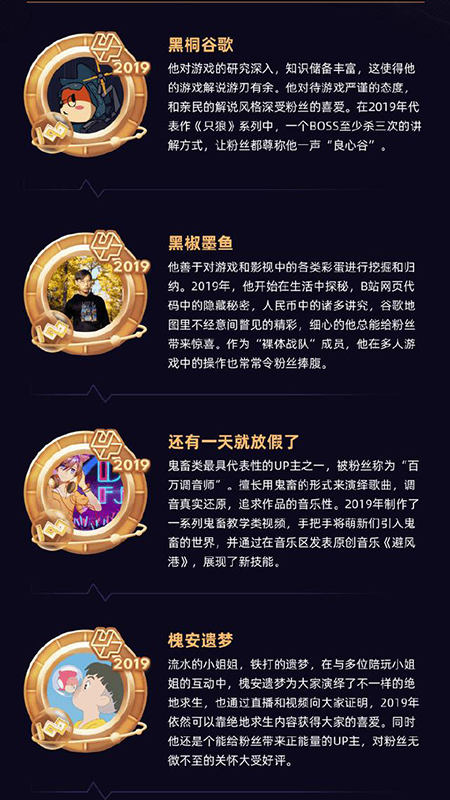 2019
黑桐谷歌
他对游戏的研究深入，知识储备丰富，这使得他
的游戏解说游刃有余。他对待游戏严谨的态度，
和亲民的解说风格深受粉丝的喜爱。在2019年代
表作《只狼》系列中，一个BOSS至少杀三次的讲
解方式，让粉丝都尊称他一声“良心谷”。
2019
黑椒墨鱼
他善于对游戏和影视中的各类彩蛋进行挖掘和归
纳。2019年，他开始在生活中探秘，B站网页代
码中的隐藏秘密，人民币中的诸多讲究，谷歌地
图里不经意间瞥见的精彩，细心的他总能给粉丝
带来惊喜。作为“裸体战队”成员，他在多人游
戏中的操作也常常令粉丝捧腹。
2019
还有一天就放假了
鬼畜类最具代表性的UP主之一，被粉丝称为“百
万调音师”。擅长用鬼畜的形式来演绎歌曲，调
音真实还原，追求作品的音乐性。2019年制作了
一系列鬼畜教学类视频，手把手将萌新们引入鬼
畜的世界，并通过在音乐区发表原创音乐《避风
港》，展现了新技能。
2019
槐安遗梦
流水的小姐姐，铁打的遗梦，在与多位陪玩小姐
姐的互动中，槐安遗梦为大家演绎了不一样的绝
地求生，也通过直播和视频向大家证明，2019年
依然可以靠绝地求生内容获得大家的喜爱。同时
他还是个能给粉丝带来正能量的UP主，对粉丝无
微不至的关怀大受好评。